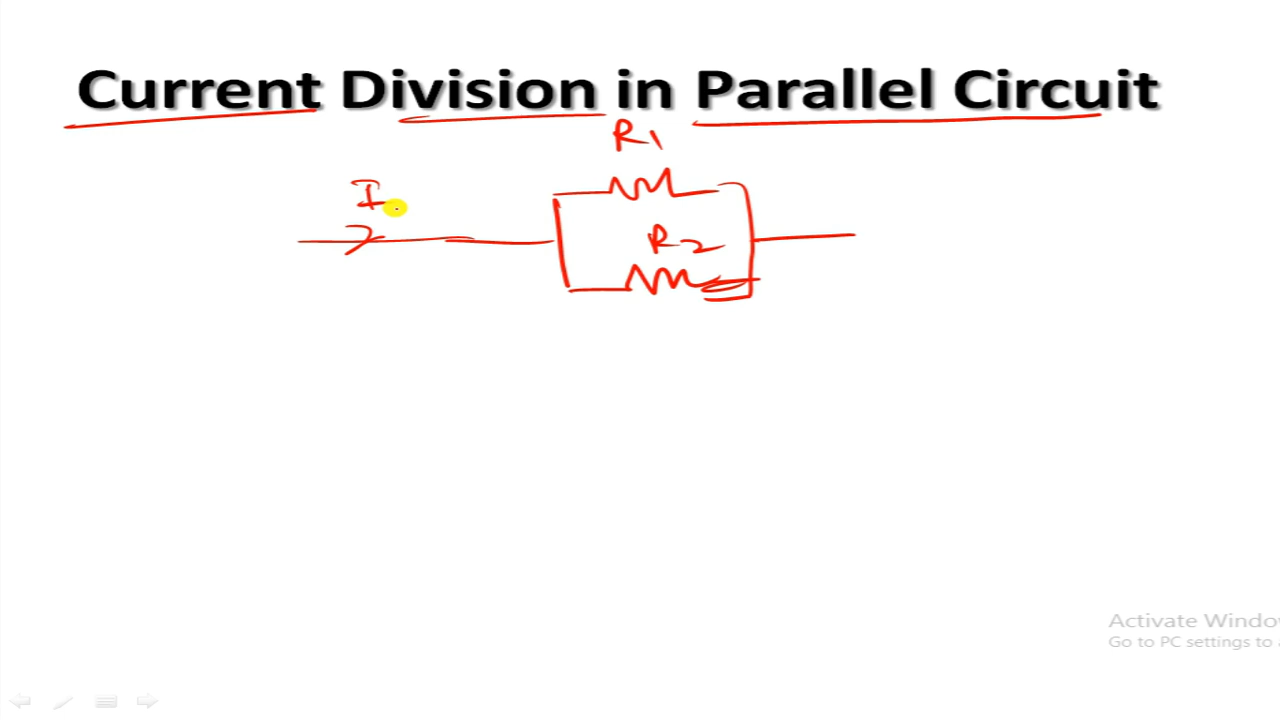 Current Division in Parallel Circuit
R1
I
R2
Activate Windo
Go to PC settings to